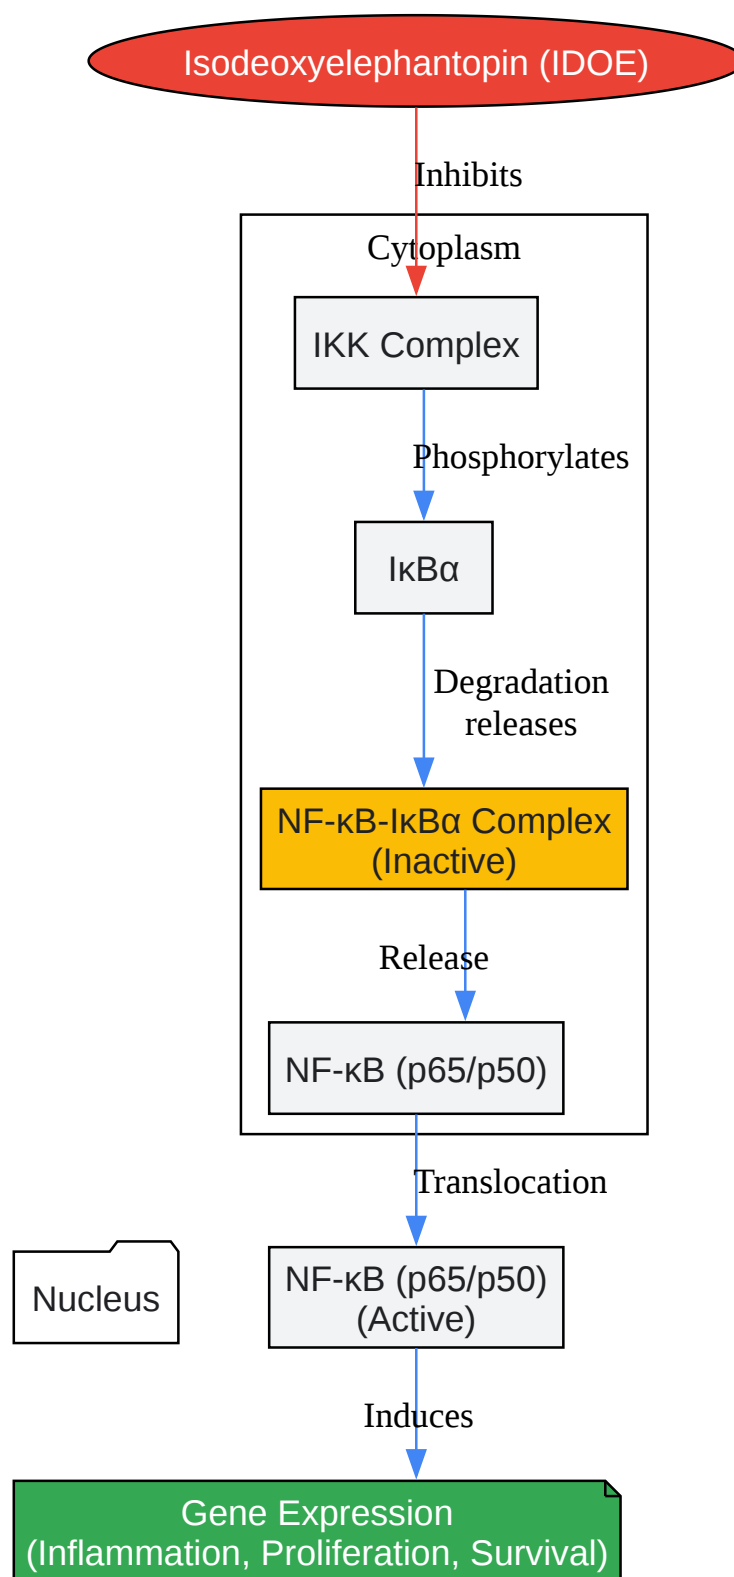 Isodeoxyelephantopin (IDOE)
Inhibits
Cytoplasm
IKK Complex
Phosphorylates
IκBα
Degradation
releases
NF-κB-IκBα Complex
(Inactive)
Release
NF-κB (p65/p50)
Translocation
Nucleus
NF-κB (p65/p50)
(Active)
Induces
Gene Expression
(Inflammation, Proliferation, Survival)